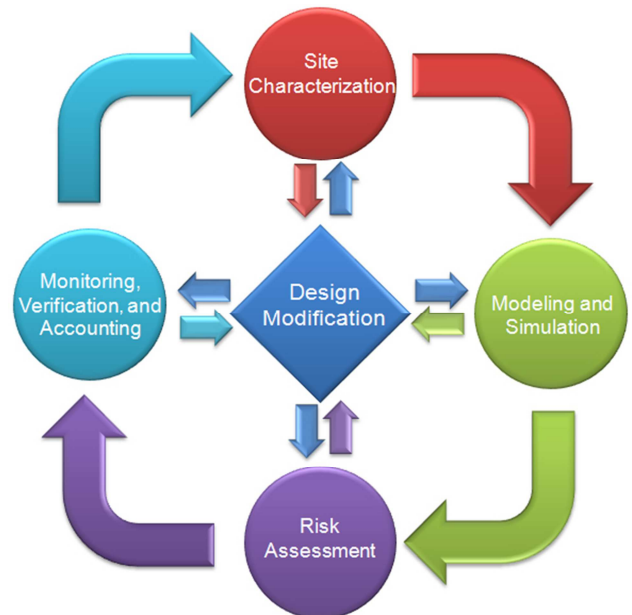 Site
Characterization
Monitoring,
Verification, and
Accounting
Design
Modification
Modeling and
Simulation
Risk
Assessment